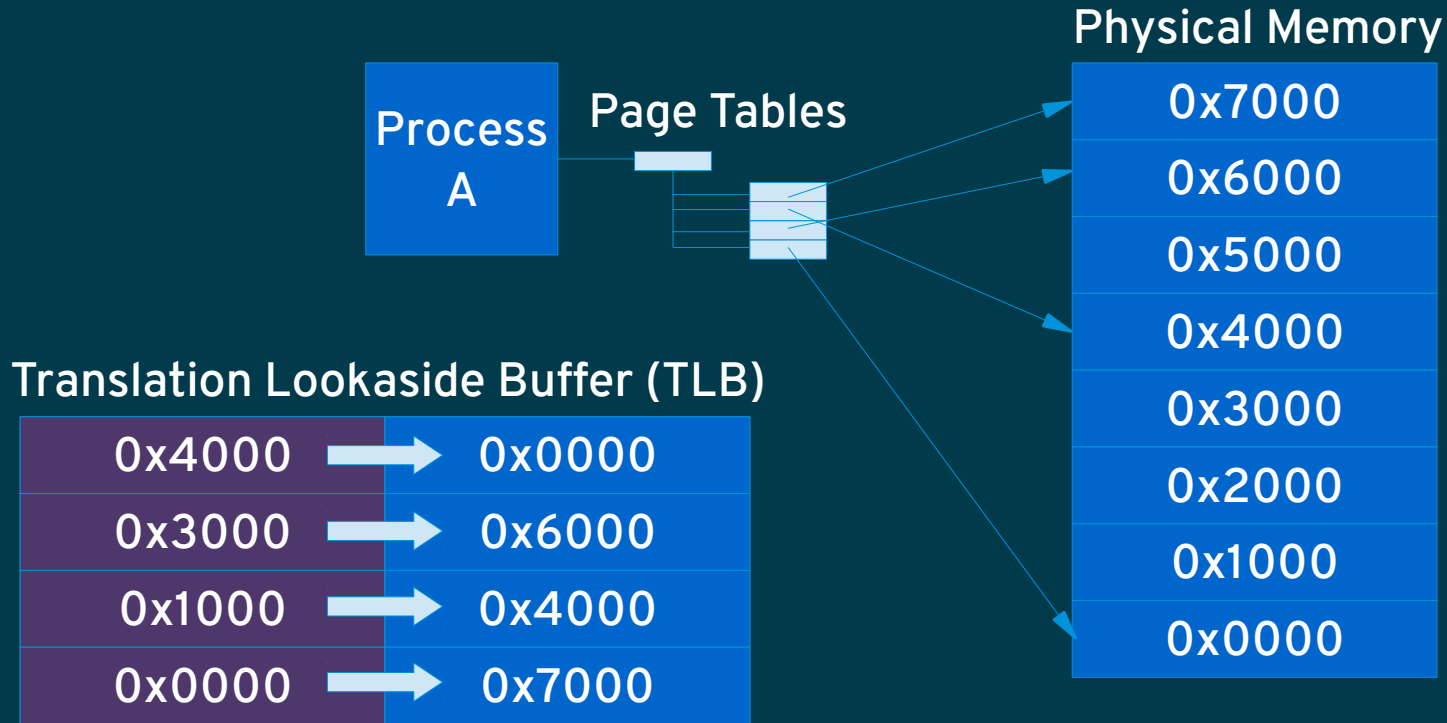 Physical Memory
Process
A
Page Tables
0x7000
0x6000
0x5000
0x4000
0x3000
0x2000
0x1000
0x0000
Translation Lookaside Buffer (TLB)
0x4000 0x0000
0x3000 0x6000
0x1000 0x4000
0x0000 0x7000